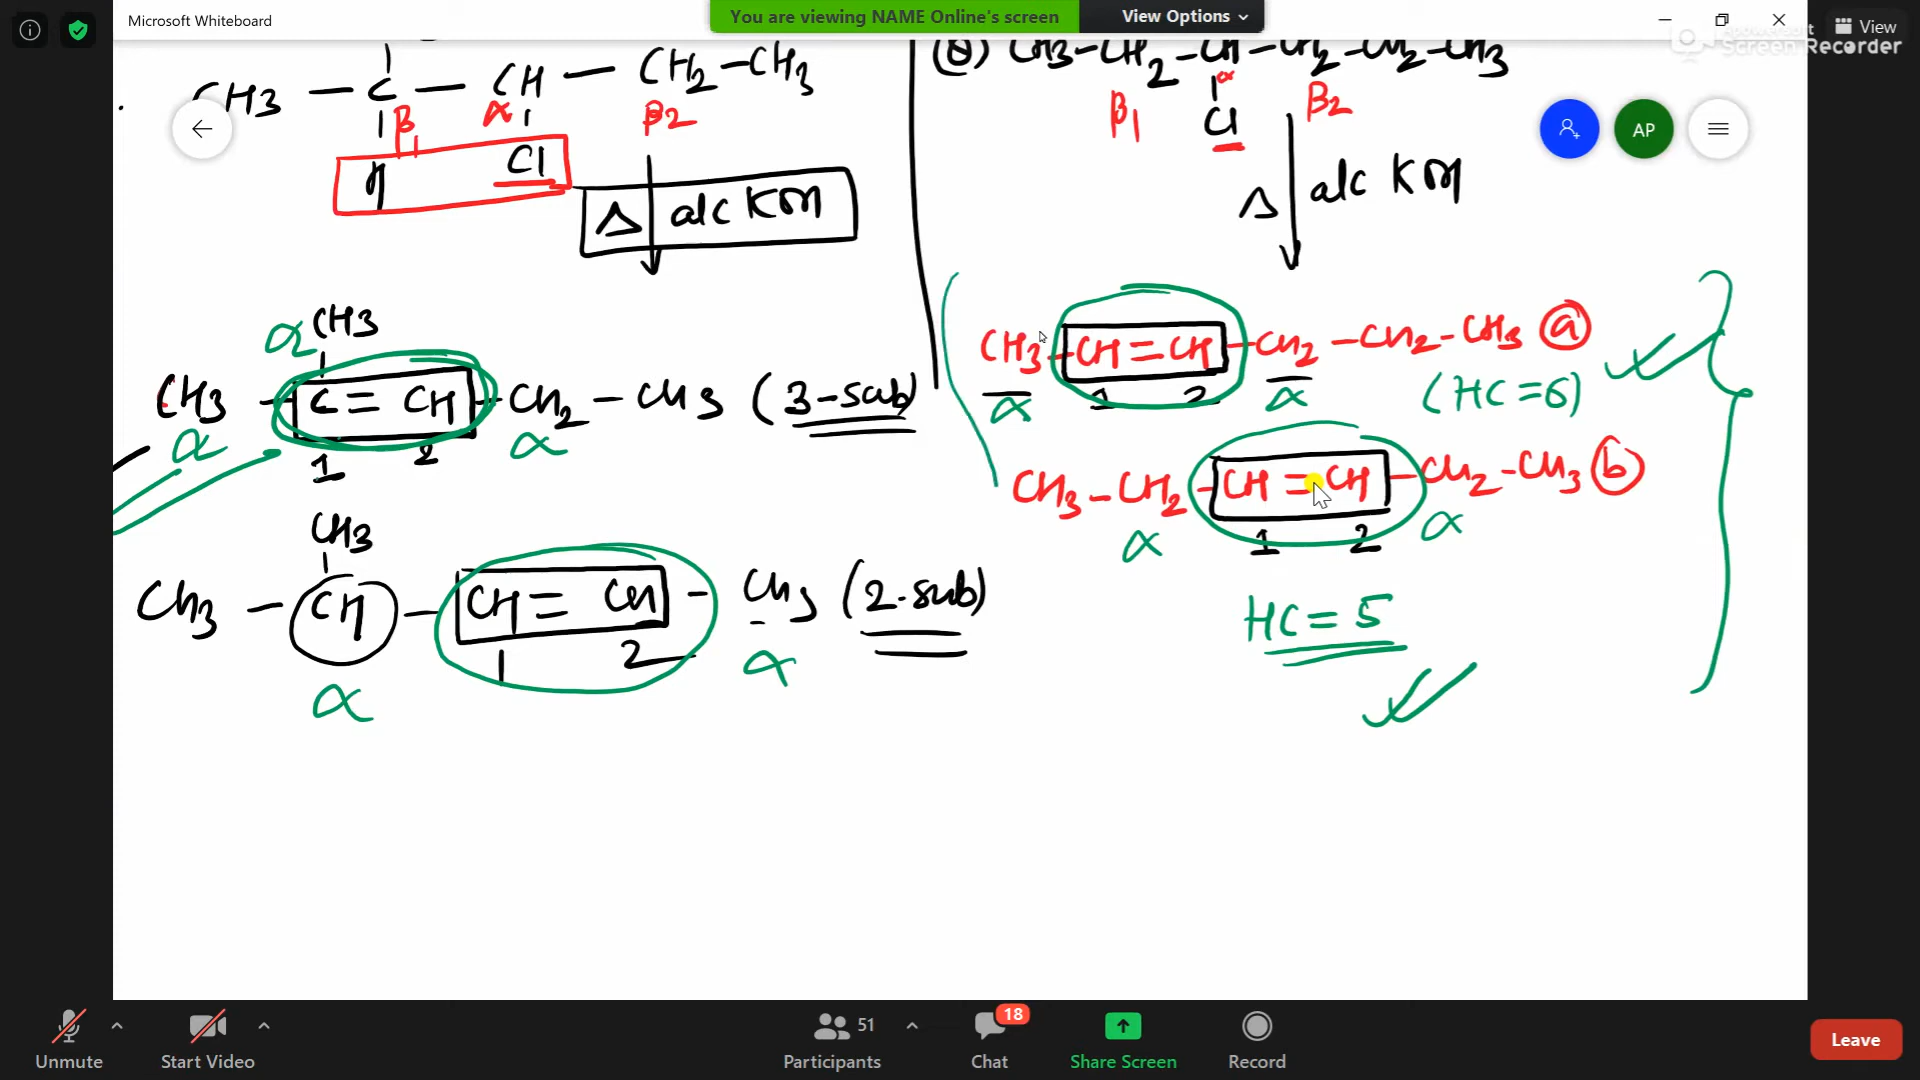 Microsoft Whiteboard
You are viewing NAME Online's screen
View Options
View
Apowersoft
Screen Recorder
CH3 — C — CH — CH2 — CH3
β1 α β2
H Cl
Δ alc KOH
CH3
α
CH3 — C = CH — CH2 — CH3 (3-sub)
α 1 2 α
CH3
CH3 — CH — CH = CH — CH3 (2-sub)
α 1 2 α
(8) CH3-CH2-CH-CH2-CH2-CH3
β1 α β2
Cl
Δ alc KOH
CH3-CH=CH-CH2-CH2-CH3 a
α 1 2 α (HC=6)
CH3-CH2-CH=CH-CH2-CH3 b
α 1 2 α
HC=5
AP
Unmute
Start Video
51
Participants
18
Chat
Share Screen
Record
Leave